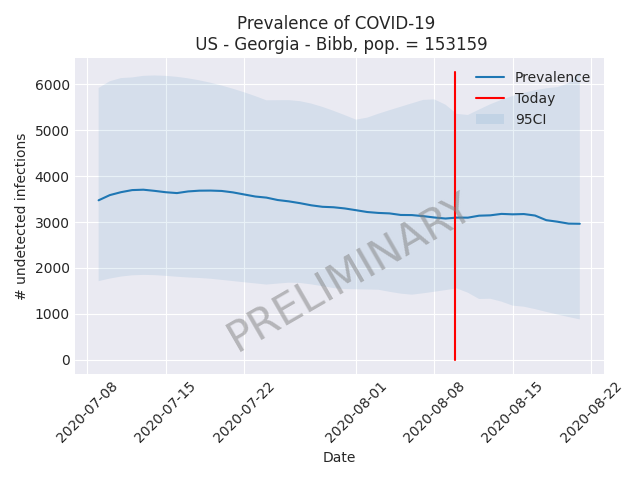 Prevalence of COVID-19
US - Georgia - Bibb, pop. = 153159
6000
5000
4000
3000
2000
1000
0
# undetected infections
Prevalence
Today
95CI
PRELIMINARY
2020-07-08
2020-07-15
2020-07-22
2020-08-01
2020-08-08
2020-08-15
2020-08-22
Date